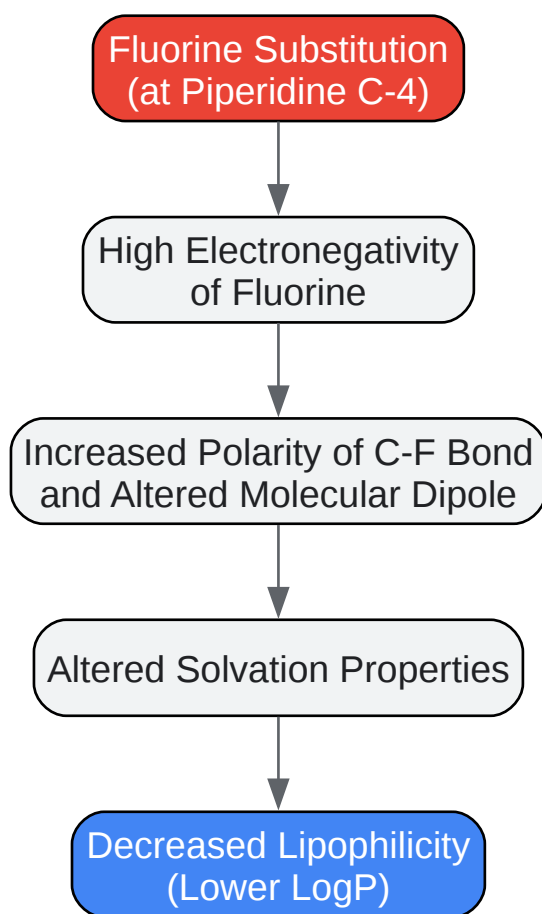 Fluorine Substitution
(at Piperidine C-4)
High Electronegativity
of Fluorine
Increased Polarity of C-F Bond
and Altered Molecular Dipole
Altered Solvation Properties
Decreased Lipophilicity
(Lower LogP)